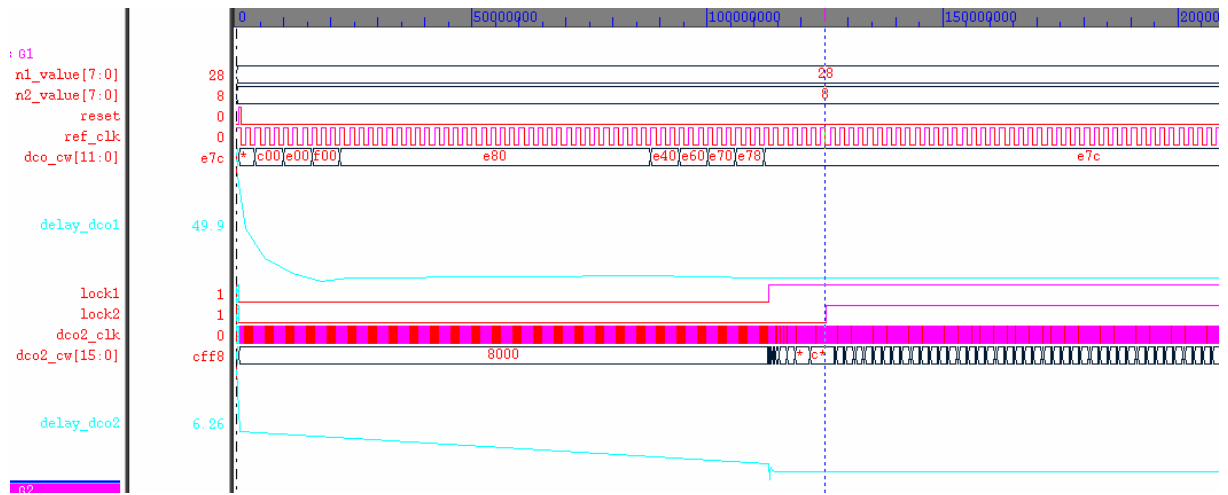 0 50000000 100000000 150000000 20000
G1
n1_value[7:0] 28 28
n2_value[7:0] 8 8
reset 0
ref_clk 0
dco_cw[11:0] e7c * c00 e00 f00 e80 e40 e60 e70 e78 e7c
delay_dco1 49.9
lock1 1
lock2 1
dco2_clk 0
dco2_cw[15:0] cff8 8000 * c*
delay_dco2 6.26
G2